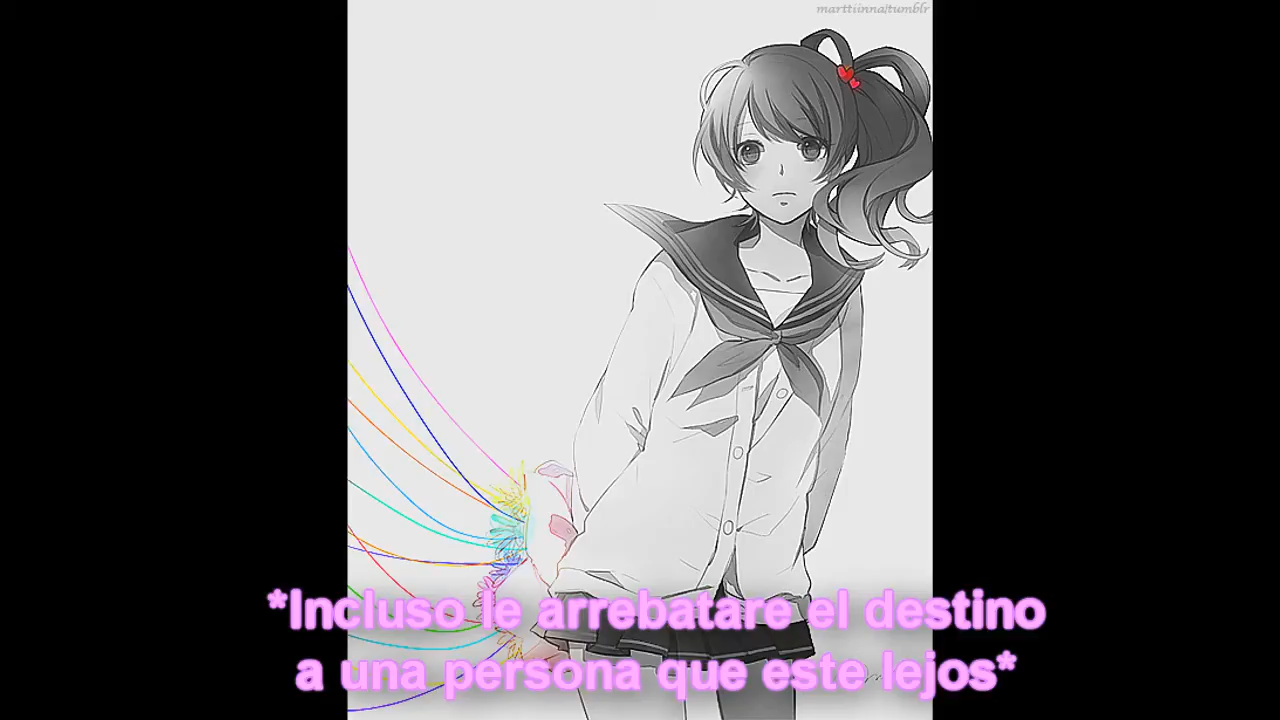 marttiinna/tumblr
*Incluso le arrebatare el destino
a una persona que este lejos*